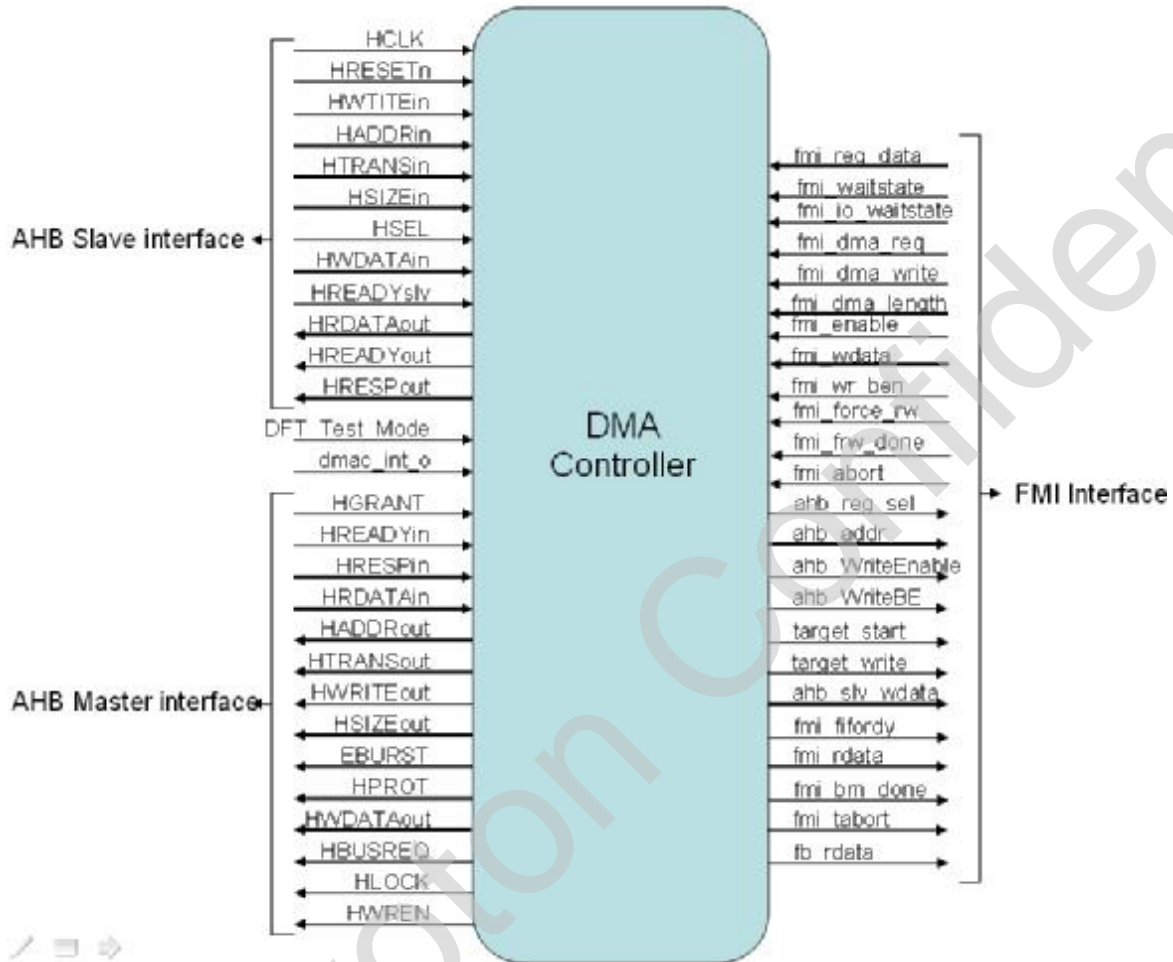 HCLK
HRESETn
HWTITEin
HADDRin
HTRANSin
HSIZEin
HSEL
HWDATAin
HREADYslv
HRDATAout
HREADYout
HRESPout
AHB Slave interface
DFT_Test_Mode
dmac_int_o
HGRANT
HREADYin
HRESPin
HRDATAin
HADDRout
HTRANSout
HWRITEout
HSIZEout
EBURST
HPROT
HWDATAout
HBUSREQ
HLOCK
HWREN
AHB Master interface
DMA
Controller
fmi_req_data
fmi_waitstate
fmi_io_waitstate
fmi_dma_req
fmi_dma_write
fmi_dma_length
fmi_enable
fmi_wdata
fmi_wr_ben
fmi_force_rw
fmi_frw_done
fmi_abort
ahb_reg_sel
ahb_addr
ahb_WriteEnable
ahb_WriteBE
target_start
target_write
ahb_slv_wdata
fmi_fifordy
fmi_rdata
fmi_bm_done
fmi_tabort
fb_rdata
FMI Interface